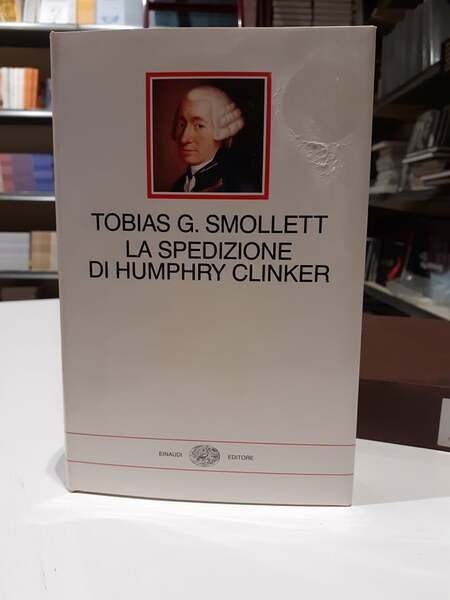 TOBIAS G. SMOLLETT
LA SPEDIZIONE
DI HUMPHRY CLINKER
EINAUDI EDITORE